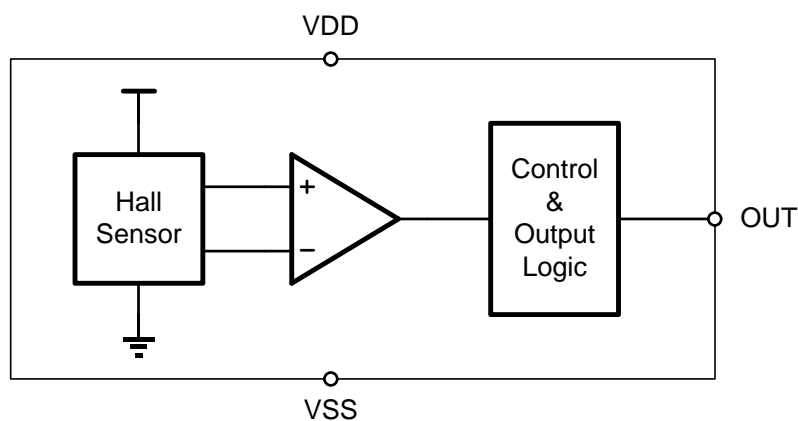 VDD
Hall
Sensor
+
−
Control
&
Output
Logic
OUT
VSS